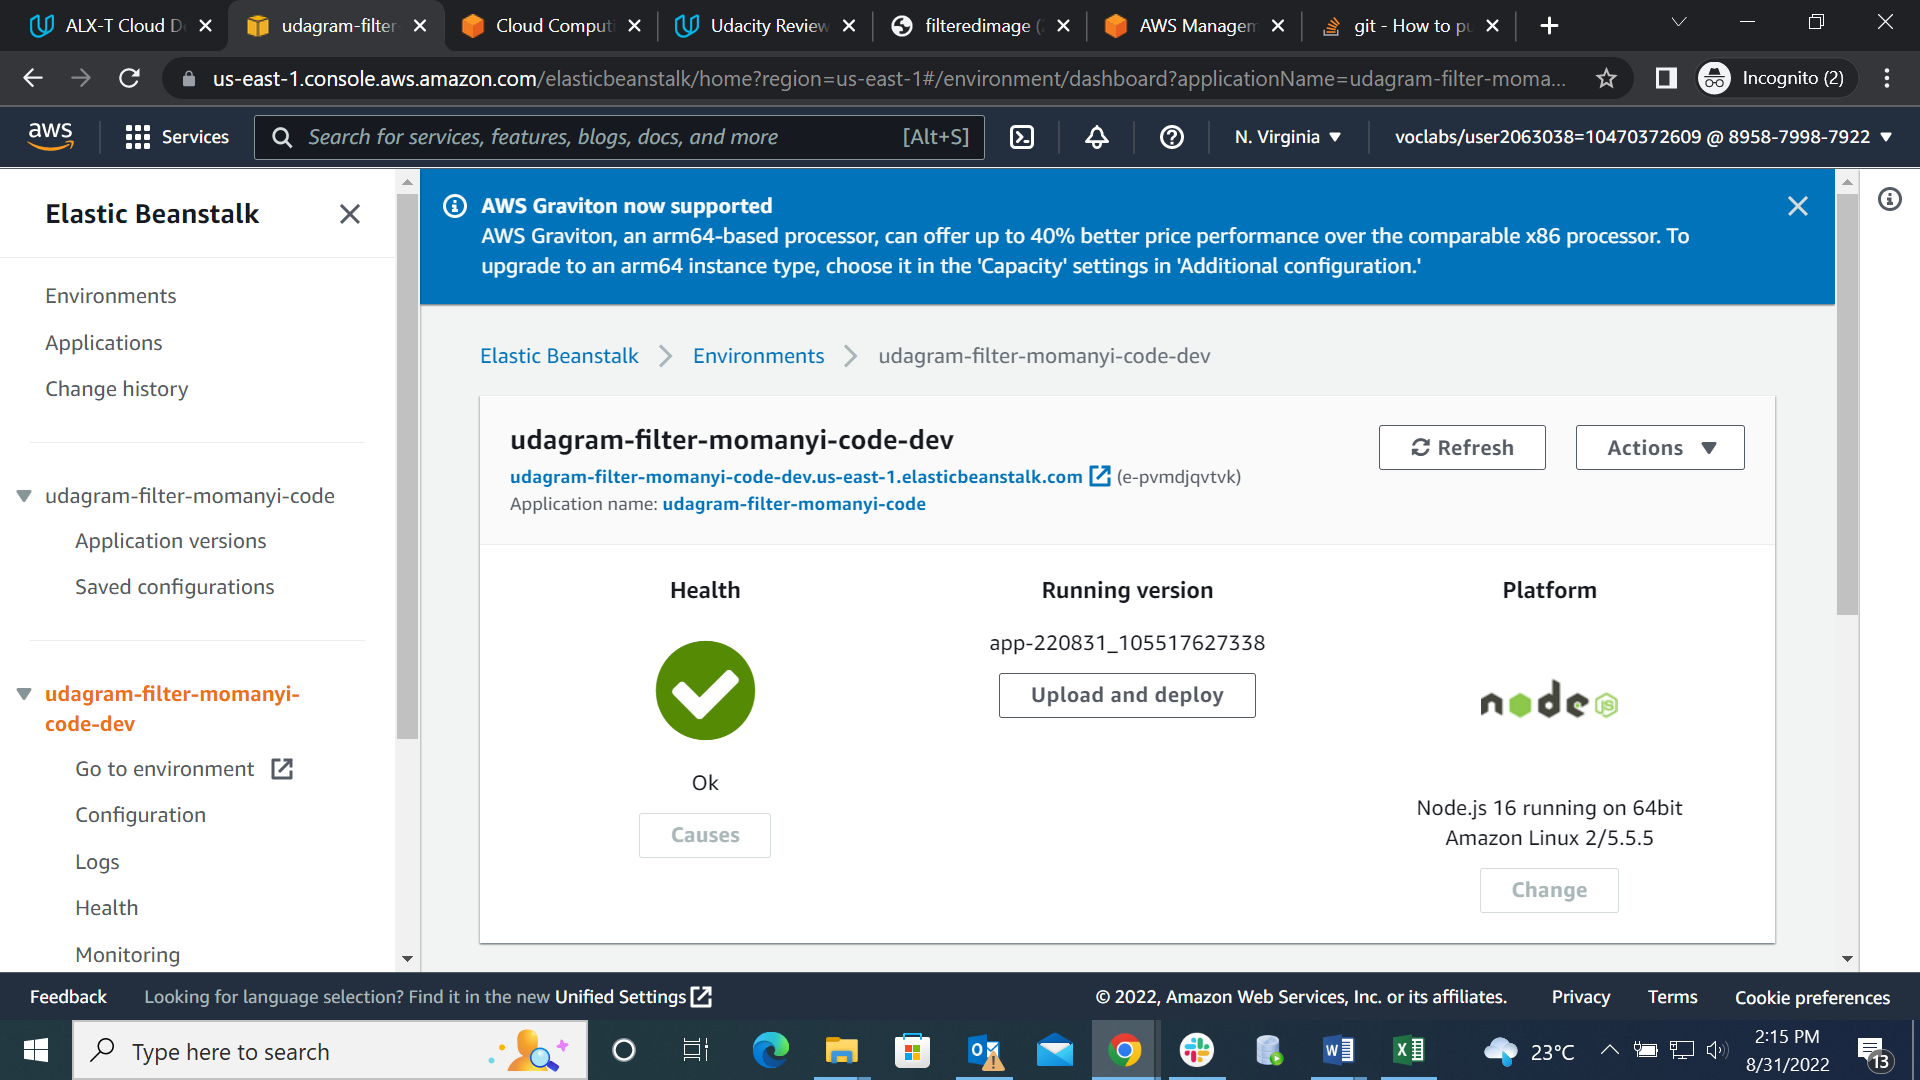 ALX-T Cloud D
udagram-filter-
Cloud Comput
Udacity Review
filteredimage (
AWS Managem
git - How to pu
us-east-1.console.aws.amazon.com/elasticbeanstalk/home?region=us-east-1#/environment/dashboard?applicationName=udagram-filter-moma...
Incognito (2)
aws
Services
Search for services, features, blogs, docs, and more
[Alt+S]
N. Virginia
voclabs/user2063038=10470372609 @ 8958-7998-7922
Elastic Beanstalk
Environments
Applications
Change history
udagram-filter-momanyi-code
Application versions
Saved configurations
udagram-filter-momanyi-
code-dev
Go to environment
Configuration
Logs
Health
Monitoring
AWS Graviton now supported
AWS Graviton, an arm64-based processor, can offer up to 40% better price performance over the comparable x86 processor. To
upgrade to an arm64 instance type, choose it in the 'Capacity' settings in 'Additional configuration.'
Elastic Beanstalk
Environments
udagram-filter-momanyi-code-dev
udagram-filter-momanyi-code-dev
udagram-filter-momanyi-code-dev.us-east-1.elasticbeanstalk.com (e-pvmdjqvtvk)
Application name: udagram-filter-momanyi-code
Refresh
Actions
Health
Ok
Causes
Running version
app-220831_105517627338
Upload and deploy
Platform
node JS
Node.js 16 running on 64bit
Amazon Linux 2/5.5.5
Change
Feedback
Looking for language selection? Find it in the new Unified Settings
© 2022, Amazon Web Services, Inc. or its affiliates.
Privacy
Terms
Cookie preferences
Type here to search
23°C
2:15 PM
8/31/2022
13